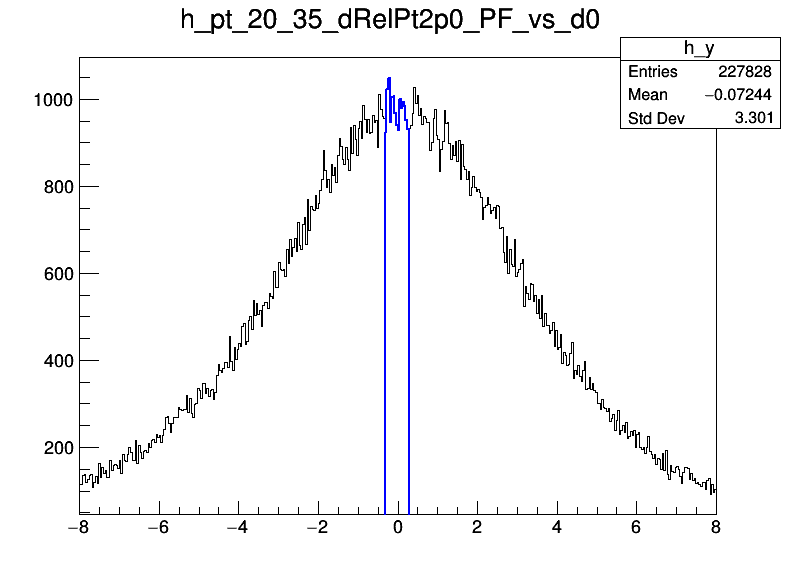 h_pt_20_35_dRelPt2p0_PF_vs_d0
h_y
Entries 227828
Mean −0.07244
Std Dev 3.301
1000
800
600
400
200
−8 −6 −4 −2 0 2 4 6 8